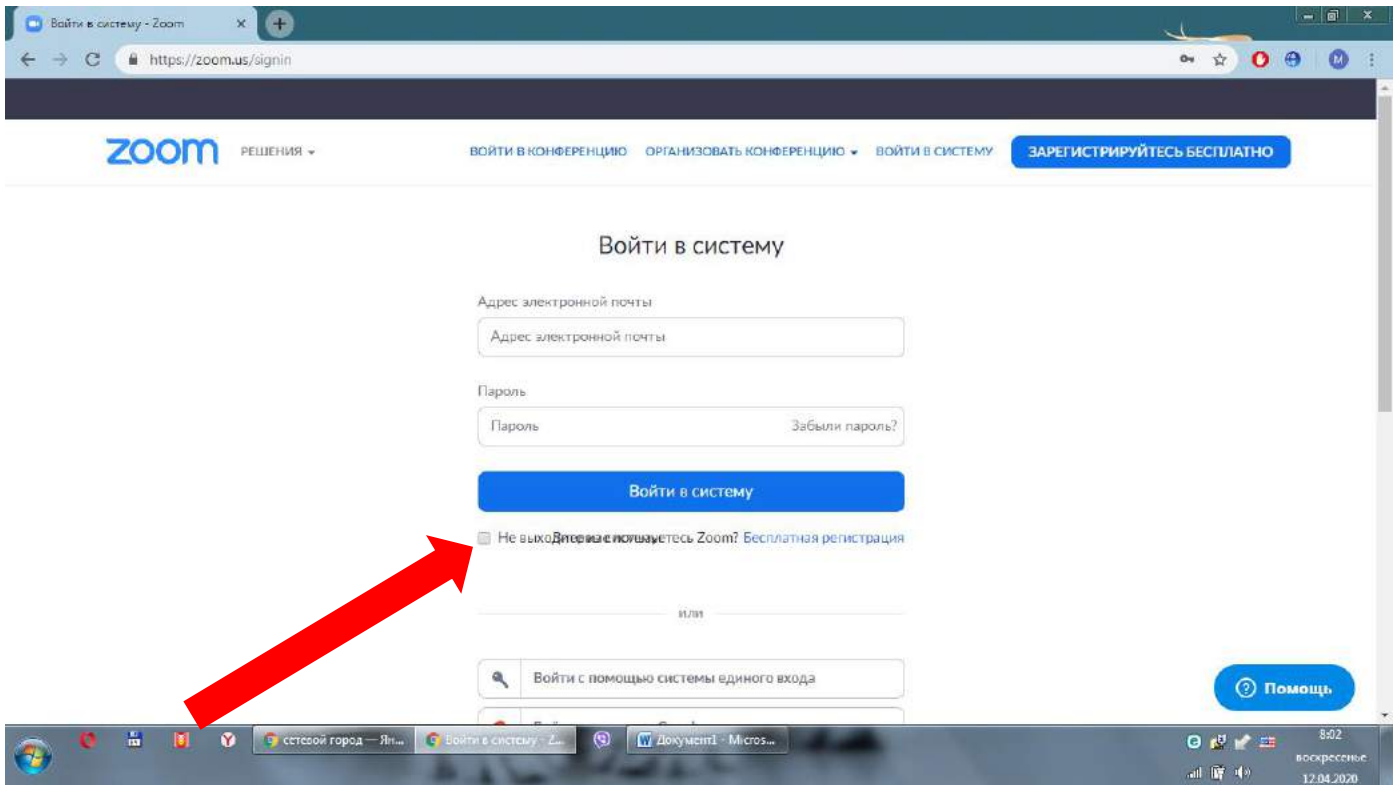 Войти в систему - Zoom
https://zoom.us/signin
M
zoom РЕШЕНИЯ ВОЙТИ В КОНФЕРЕНЦИЮ ОРГАНИЗОВАТЬ КОНФЕРЕНЦИЮ ВОЙТИ В СИСТЕМУ ЗАРЕГИСТРИРУЙТЕСЬ БЕСПЛАТНО
Войти в систему
Адрес электронной почты
Адрес электронной почты
Пароль
Пароль Забыли пароль?
Войти в систему
Не Zoom? Бесплатная регистрация
или
Войти с помощью системы единого входа
Помощь
сетевой город — Ян... Войти в систему - Z... Документ1 - Micros... 8:02
воскресенье
12.04.2020